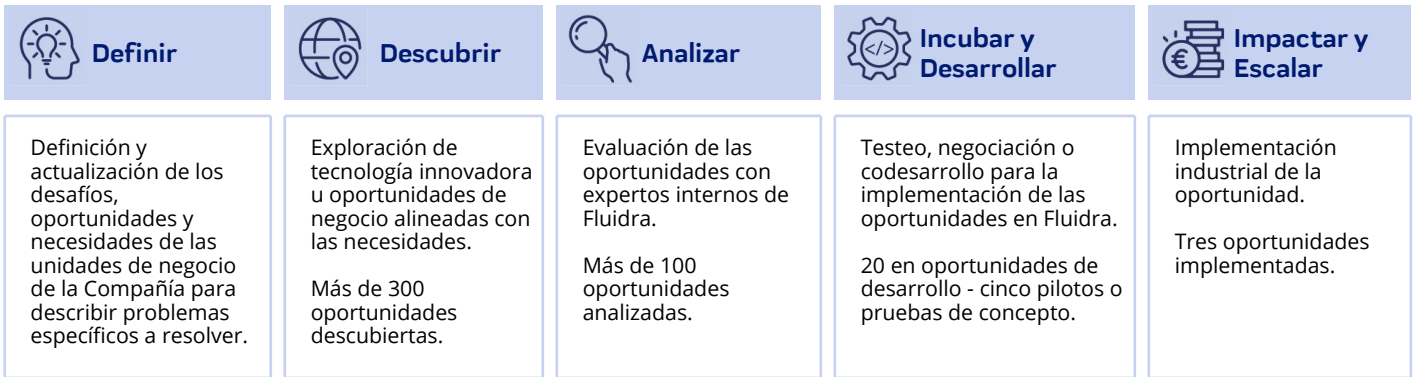 Definir
Definición y
actualización de los
desafíos,
oportunidades y
necesidades de las
unidades de negocio
de la Compañía para
describir problemas
específicos a resolver.
Descubrir
Exploración de
tecnología innovadora
u oportunidades de
negocio alineadas con
las necesidades.
Más de 300
oportunidades
descubiertas.
Analizar
Evaluación de las
oportunidades con
expertos internos de
Fluidra.
Más de 100
oportunidades
analizadas.
</>
Incubar y
Desarrollar
Testeo, negociación o
codesarrollo para la
implementación de las
oportunidades en Fluidra.
20 en oportunidades de
desarrollo - cinco pilotos o
pruebas de concepto.
€
Impactar y
Escalar
Implementación
industrial de la
oportunidad.
Tres oportunidades
implementadas.